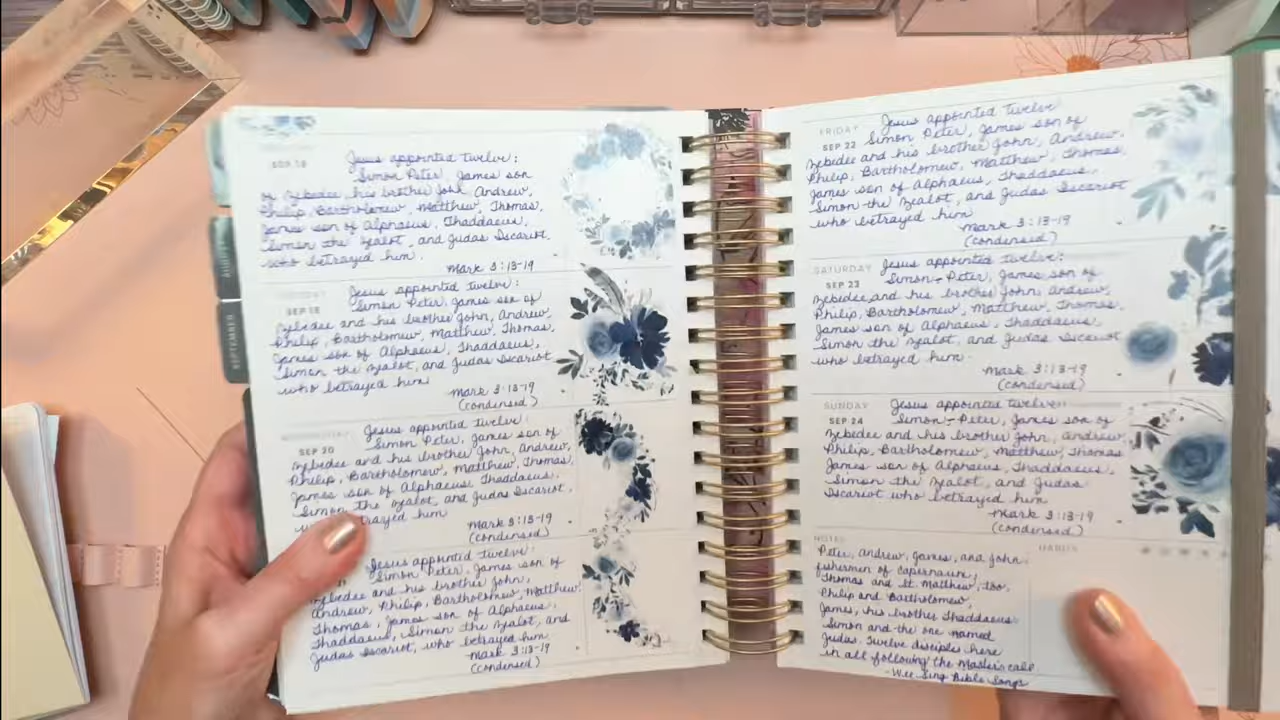 SEP 18
Jesus appointed twelve:
Simon Peter, James son
of Zebedee, his brother John, Andrew,
Philip, Bartholomew, Matthew, Thomas,
James son of Alphaeus, Thaddaeus,
Simon the Zealot, and Judas Iscariot,
who betrayed him.
Mark 3:13-19
SEP 19
Jesus appointed twelve:
Simon Peter, James son of
Zebedee and his brother John, Andrew,
Philip, Bartholomew, Matthew, Thomas,
James son of Alphaeus, Thaddaeus,
Simon the Zealot, and Judas Iscariot
who betrayed him
Mark 3:13-19
(condensed)
WEDNESDAY
SEP 20
Jesus appointed twelve:
Simon Peter, James son of
Zebedee and his brother John, Andrew,
Philip, Bartholomew, Matthew, Thomas,
James son of Alphaeus, Thaddaeus,
Simon the Zealot, and Judas Iscariot,
betrayed him
Mark 3:13-19
(condensed)
Jesus appointed twelve:
Simon Peter, James son of
Zebedee and his brother John,
Andrew, Philip, Bartholomew, Matthew
Thomas, James son of Alphaeus,
Thaddaeus, Simon the Zealot, and
Judas Iscariot, who betrayed him
Mark 3:13-19
(condensed)
AUGUST
SEPTEMBER
FRIDAY
SEP 22
Jesus appointed twelve
Simon Peter, James son of
Zebedee and his brother John, Andrew,
Philip, Bartholomew, Matthew, Thomas,
James son of Alphaeus, Thaddaeus,
Simon the Zealot, and Judas Iscariot
who betrayed him
Mark 3:13-19
(condensed)
SATURDAY
SEP 23
Jesus appointed twelve:
Simon Peter, James son of
Zebedee and his brother John, Andrew,
Philip, Bartholomew, Matthew, Thomas,
James son of Alphaeus, Thaddaeus,
Simon the Zealot, and Judas Iscariot
who betrayed him.
Mark 3:13-19
(condensed)
SUNDAY
SEP 24
Jesus appointed twelve:
Simon Peter, James son of
Zebedee and his brother John, Andrew,
Philip, Bartholomew, Matthew, Thomas
James son of Alphaeus, Thaddaeus,
Simon the Zealot, and Judas
Iscariot who betrayed him
Mark 3:13-19
(condensed)
NOTES
Peter, Andrew, James, and John,
fishermen of Capernaum;
Thomas and St. Matthew, too,
Philip and Bartholomew,
James, his brother Thaddaeus,
Simon and the one named
Judas. Twelve disciples here
in all following the Master's call
- Wee Sing Bible Songs
HABITS